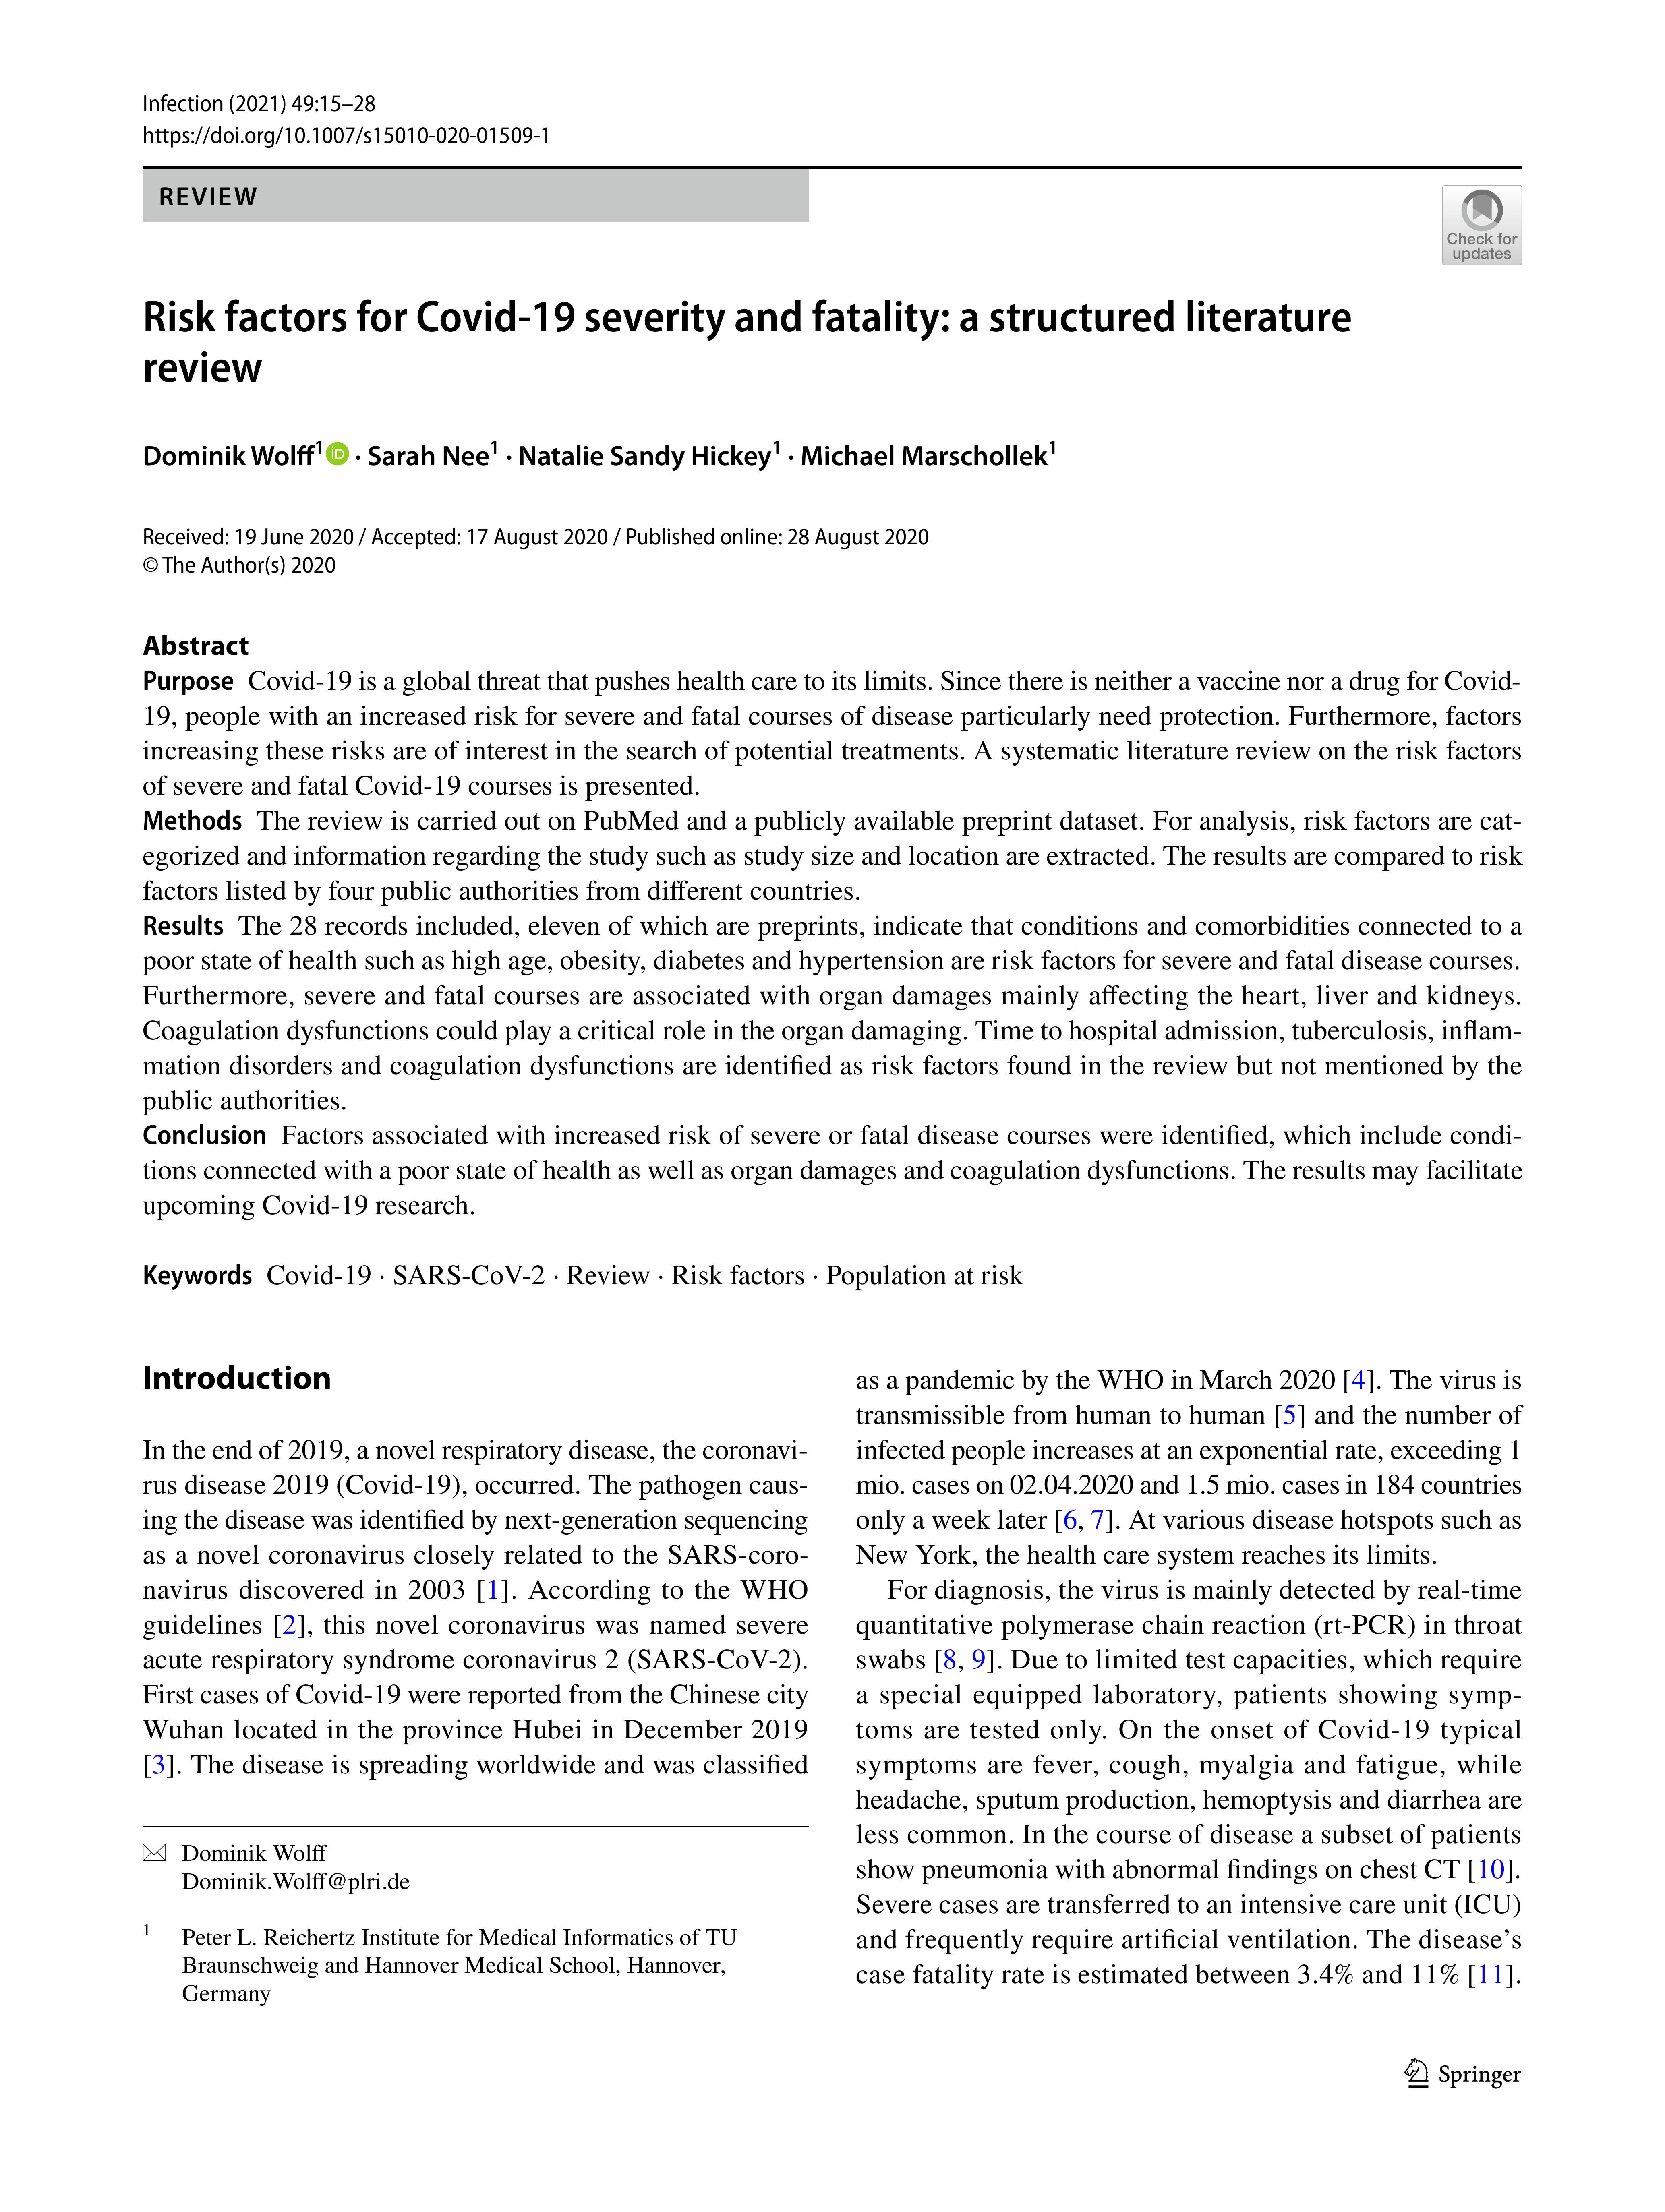 Infection (2021) 49:15–28
https://doi.org/10.1007/s15010-020-01509-1
REVIEW
Check for
updates
Risk factors for Covid-19 severity and fatality: a structured literature
review
Dominik Wolff1 iD · Sarah Nee1 · Natalie Sandy Hickey1 · Michael Marschollek1
Received: 19 June 2020 / Accepted: 17 August 2020 / Published online: 28 August 2020
© The Author(s) 2020
Abstract
Purpose Covid-19 is a global threat that pushes health care to its limits. Since there is neither a vaccine nor a drug for Covid-
19, people with an increased risk for severe and fatal courses of disease particularly need protection. Furthermore, factors
increasing these risks are of interest in the search of potential treatments. A systematic literature review on the risk factors
of severe and fatal Covid-19 courses is presented.
Methods The review is carried out on PubMed and a publicly available preprint dataset. For analysis, risk factors are cat-
egorized and information regarding the study such as study size and location are extracted. The results are compared to risk
factors listed by four public authorities from different countries.
Results The 28 records included, eleven of which are preprints, indicate that conditions and comorbidities connected to a
poor state of health such as high age, obesity, diabetes and hypertension are risk factors for severe and fatal disease courses.
Furthermore, severe and fatal courses are associated with organ damages mainly affecting the heart, liver and kidneys.
Coagulation dysfunctions could play a critical role in the organ damaging. Time to hospital admission, tuberculosis, inflam-
mation disorders and coagulation dysfunctions are identified as risk factors found in the review but not mentioned by the
public authorities.
Conclusion Factors associated with increased risk of severe or fatal disease courses were identified, which include condi-
tions connected with a poor state of health as well as organ damages and coagulation dysfunctions. The results may facilitate
upcoming Covid-19 research.
Keywords Covid-19 · SARS-CoV-2 · Review · Risk factors · Population at risk
Introduction
In the end of 2019, a novel respiratory disease, the coronavi-
rus disease 2019 (Covid-19), occurred. The pathogen caus-
ing the disease was identified by next-generation sequencing
as a novel coronavirus closely related to the SARS-coro-
navirus discovered in 2003 [1]. According to the WHO
guidelines [2], this novel coronavirus was named severe
acute respiratory syndrome coronavirus 2 (SARS-CoV-2).
First cases of Covid-19 were reported from the Chinese city
Wuhan located in the province Hubei in December 2019
[3]. The disease is spreading worldwide and was classified
Dominik Wolff
Dominik.Wolff@plri.de
1 Peter L. Reichertz Institute for Medical Informatics of TU
Braunschweig and Hannover Medical School, Hannover,
Germany
as a pandemic by the WHO in March 2020 [4]. The virus is
transmissible from human to human [5] and the number of
infected people increases at an exponential rate, exceeding 1
mio. cases on 02.04.2020 and 1.5 mio. cases in 184 countries
only a week later [6, 7]. At various disease hotspots such as
New York, the health care system reaches its limits.
For diagnosis, the virus is mainly detected by real-time
quantitative polymerase chain reaction (rt-PCR) in throat
swabs [8, 9]. Due to limited test capacities, which require
a special equipped laboratory, patients showing symp-
toms are tested only. On the onset of Covid-19 typical
symptoms are fever, cough, myalgia and fatigue, while
headache, sputum production, hemoptysis and diarrhea are
less common. In the course of disease a subset of patients
show pneumonia with abnormal findings on chest CT [10].
Severe cases are transferred to an intensive care unit (ICU)
and frequently require artificial ventilation. The disease's
case fatality rate is estimated between 3.4% and 11% [11].
Springer